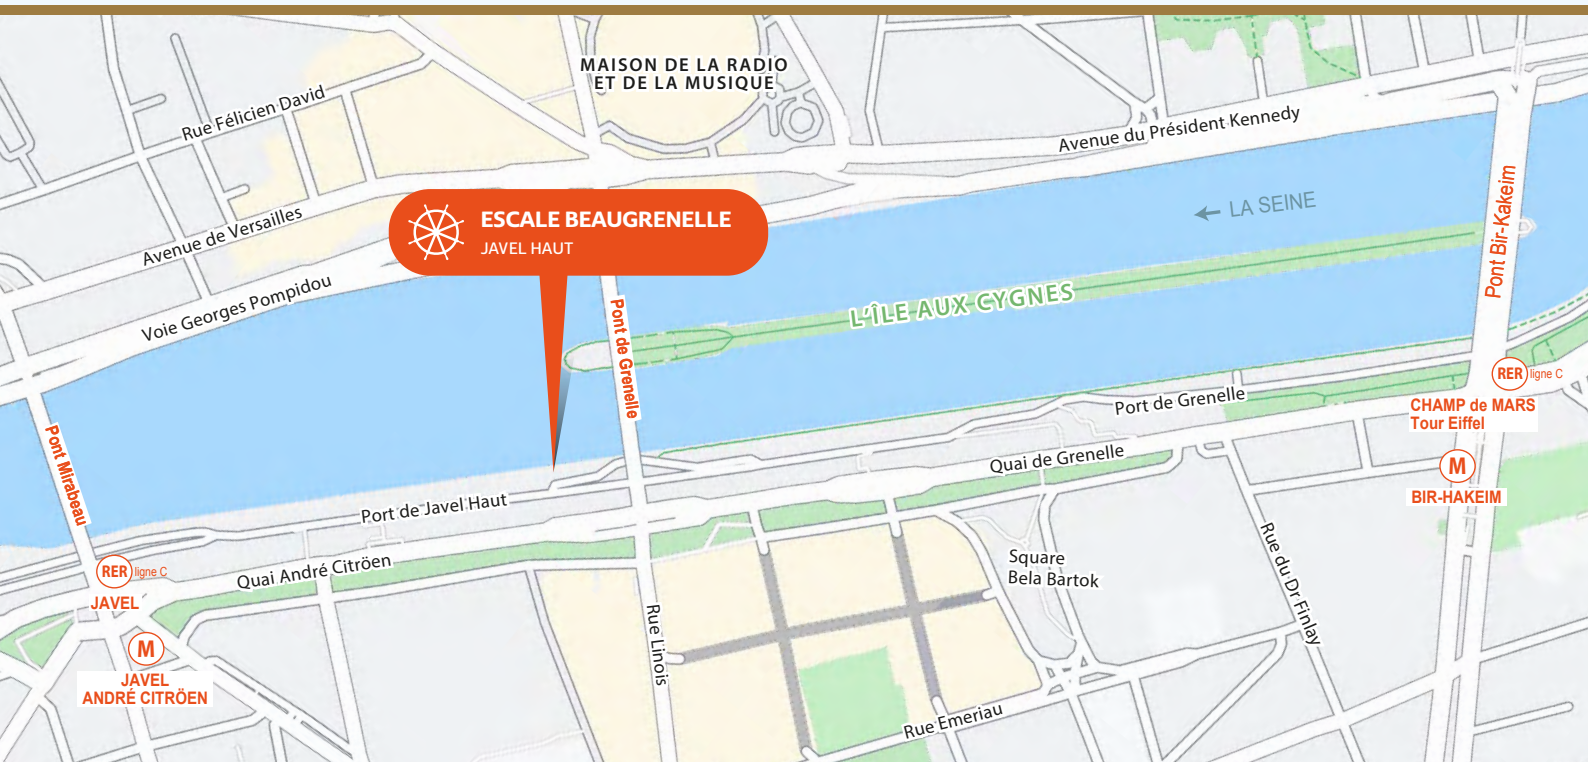 MAISON DE LA RADIO
ET DE LA MUSIQUE
Rue Félicien David
Avenue du Président Kennedy
Avenue de Versailles
ESCALE BEAUGRENELLE
JAVEL HAUT
← LA SEINE
Pont Bir-Kakeim
Voie Georges Pompidou
L'ÎLE AUX CYGNES
Pont de Grenelle
RER ligne C
CHAMP de MARS
Tour Eiffel
Port de Grenelle
Pont Mirabeau
Quai de Grenelle
M
BIR-HAKEIM
Port de Javel Haut
RER ligne C
JAVEL
Quai André Citröen
Square
Bela Bartok
Rue du Dr Finlay
Rue Linois
M
JAVEL
ANDRÉ CITRÖEN
Rue Emeriau